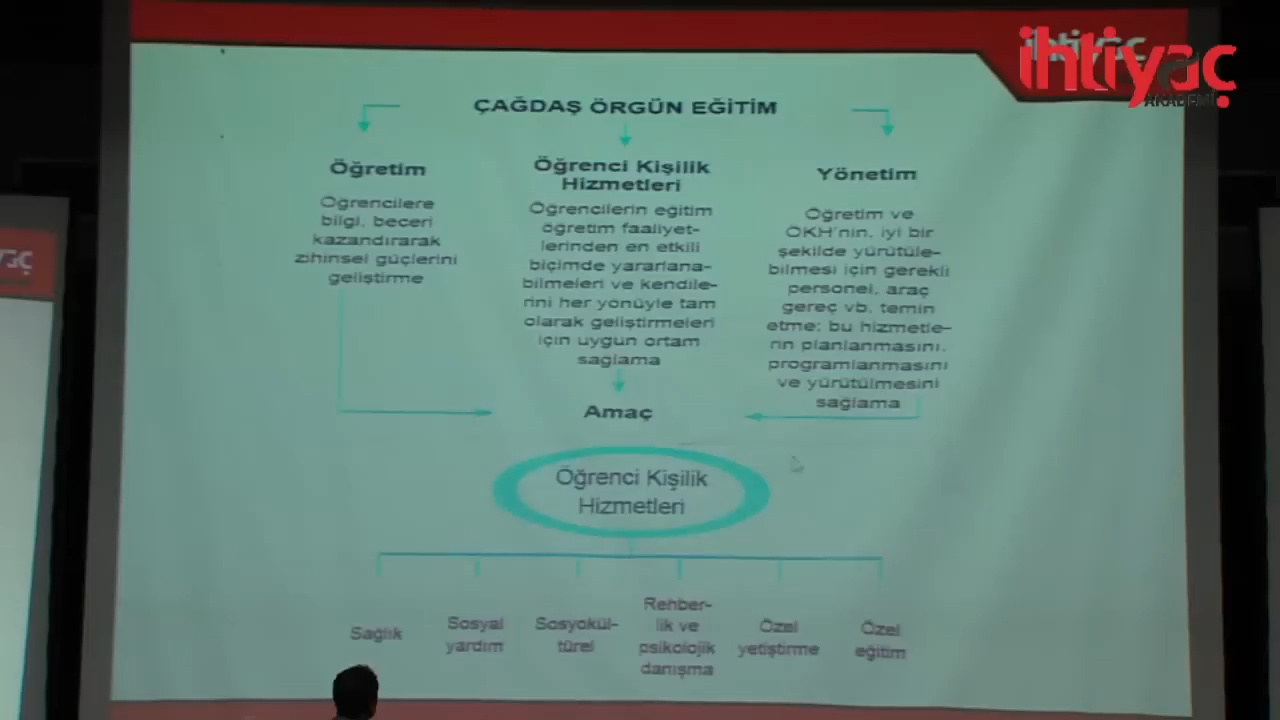 ihtiyaç
AKADEMİ
ÇAĞDAŞ ÖRGÜN EĞİTİM
Öğretim
Öğrencilere
bilgi, beceri
kazandırarak
zihinsel güçlerini
geliştirme
Öğrenci Kişilik
Hizmetleri
Öğrencilerin eğitim
öğretim faaliyet-
lerinden en etkili
biçimde yararlana-
bilmeleri ve kendile-
rini her yönüyle tam
olarak geliştirmeleri
için uygun ortam
sağlama
Yönetim
Öğretim ve
ÖKH'nin, iyi bir
şekilde yürütüle-
bilmesi için gerekli
personel, araç
gereç vb. temin
etme; bu hizmetle-
rin planlanmasını,
programlanmasını
ve yürütülmesini
sağlama
Amaç
Öğrenci Kişilik
Hizmetleri
Sağlık
Sosyal
yardım
Sosyokül-
türel
Rehber-
lik ve
psikolojik
danışma
Özel
yetiştirme
Özel
eğitim